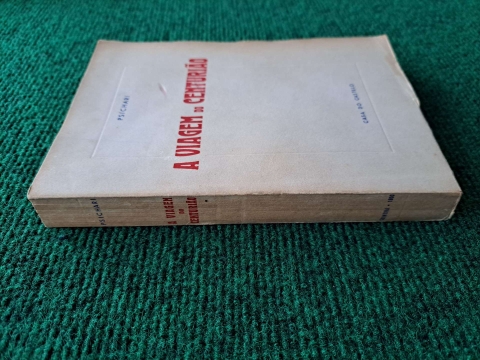 PSICHARI
A VIAGEM DO CENTURIÃO
CASA DO CASTELO
PSICHARI
A VIAGEM
DO
CENTURIÃO